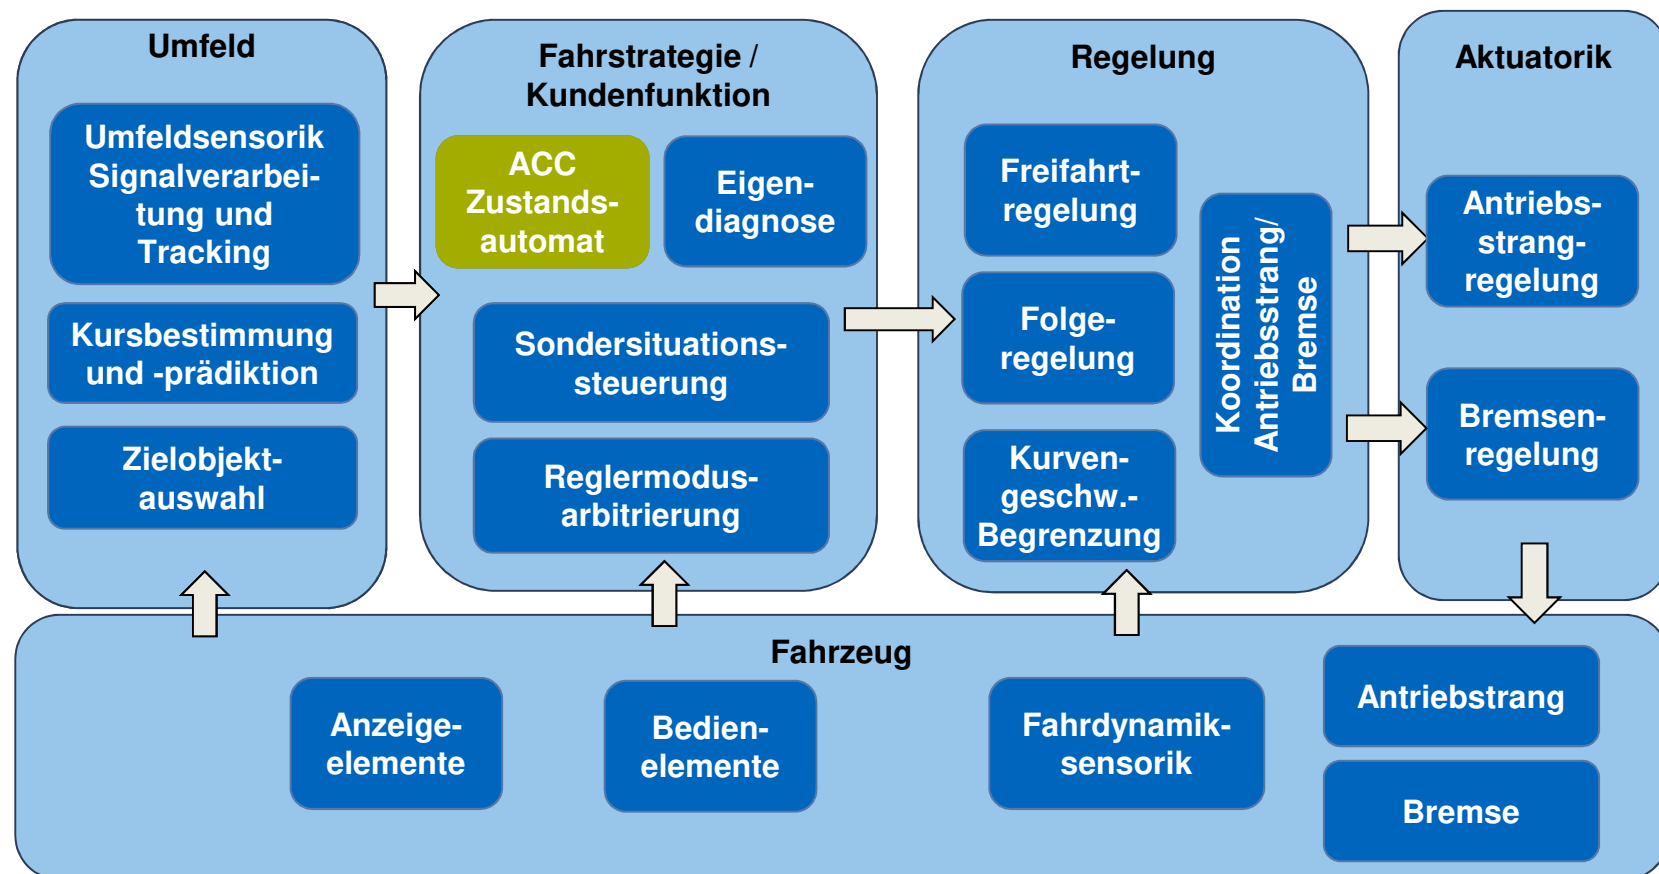 Umfeld
Umfeldsensorik
Signalverarbei-
tung und
Tracking
Kursbestimmung
und -prädiktion
Zielobjekt-
auswahl
Fahrstrategie /
Kundenfunktion
ACC
Zustands-
automat
Eigen-
diagnose
Sondersituations-
steuerung
Reglermodus-
arbitrierung
Regelung
Freifahrt-
regelung
Folge-
regelung
Kurven-
geschw.-
Begrenzung
Koordination
Antriebsstrang/
Bremse
Aktuatorik
Antriebs-
strang-
regelung
Bremsen-
regelung
Fahrzeug
Anzeige-
elemente
Bedien-
elemente
Fahrdynamik-
sensorik
Antriebstrang
Bremse